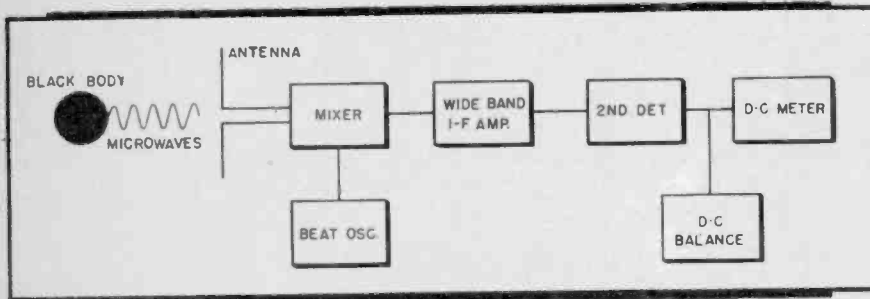 ANTENNA
BLACK BODY
MICROWAVES
MIXER
WIDE BAND
I-F AMP.
2ND DET
D-C METER
BEAT OSC.
D-C
BALANCE